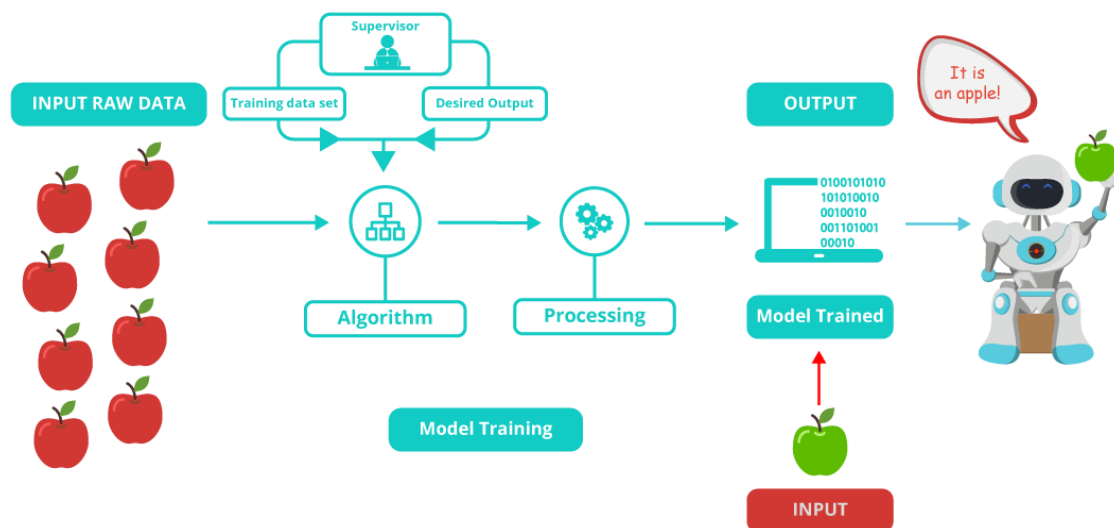 Supervisor
INPUT RAW DATA
Training data set
Desired Output
OUTPUT
It is
an apple!
0100101010
101010010
0010010
001101001
00010
Algorithm
Processing
Model Trained
Model Training
INPUT